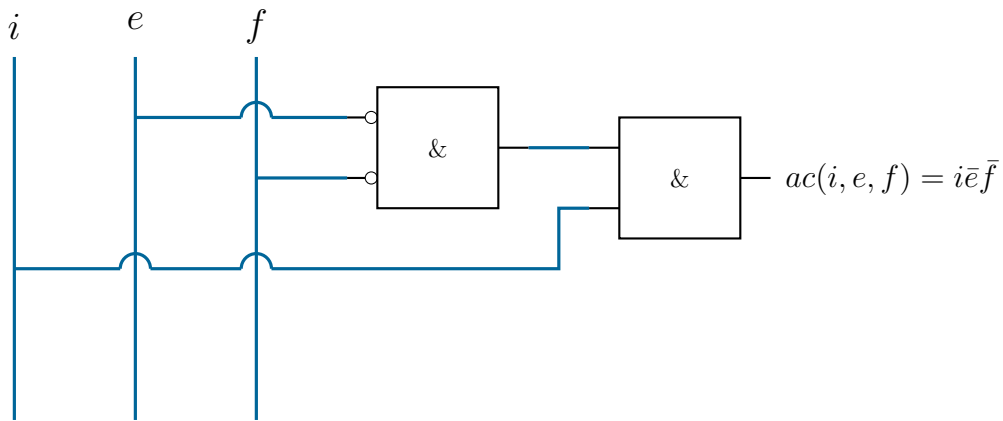 i e f
&
&
ac(i, e, f) = iēf̄